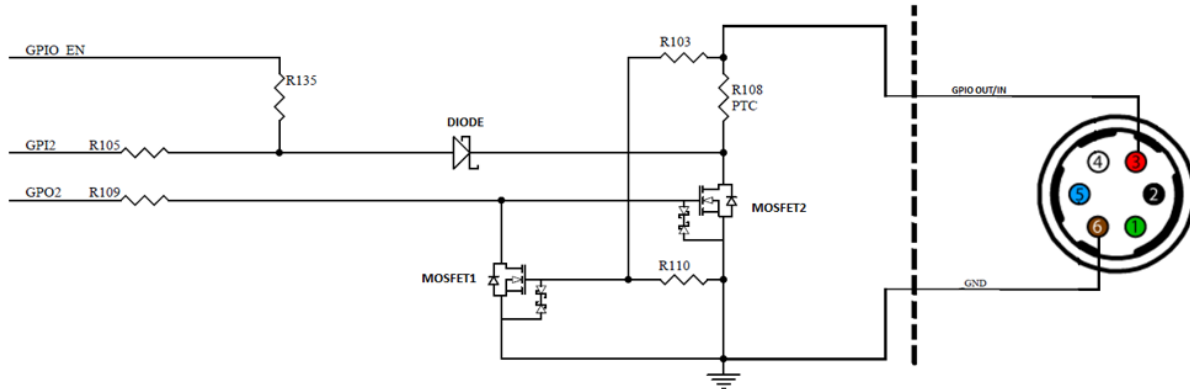 GPIO_EN
R135
GPI2
R105
GPO2
R109
DIODE
R103
R108
PTC
MOSFET2
MOSFET1
R110
GPIO OUT/IN
GND
4
3
5
2
6
1